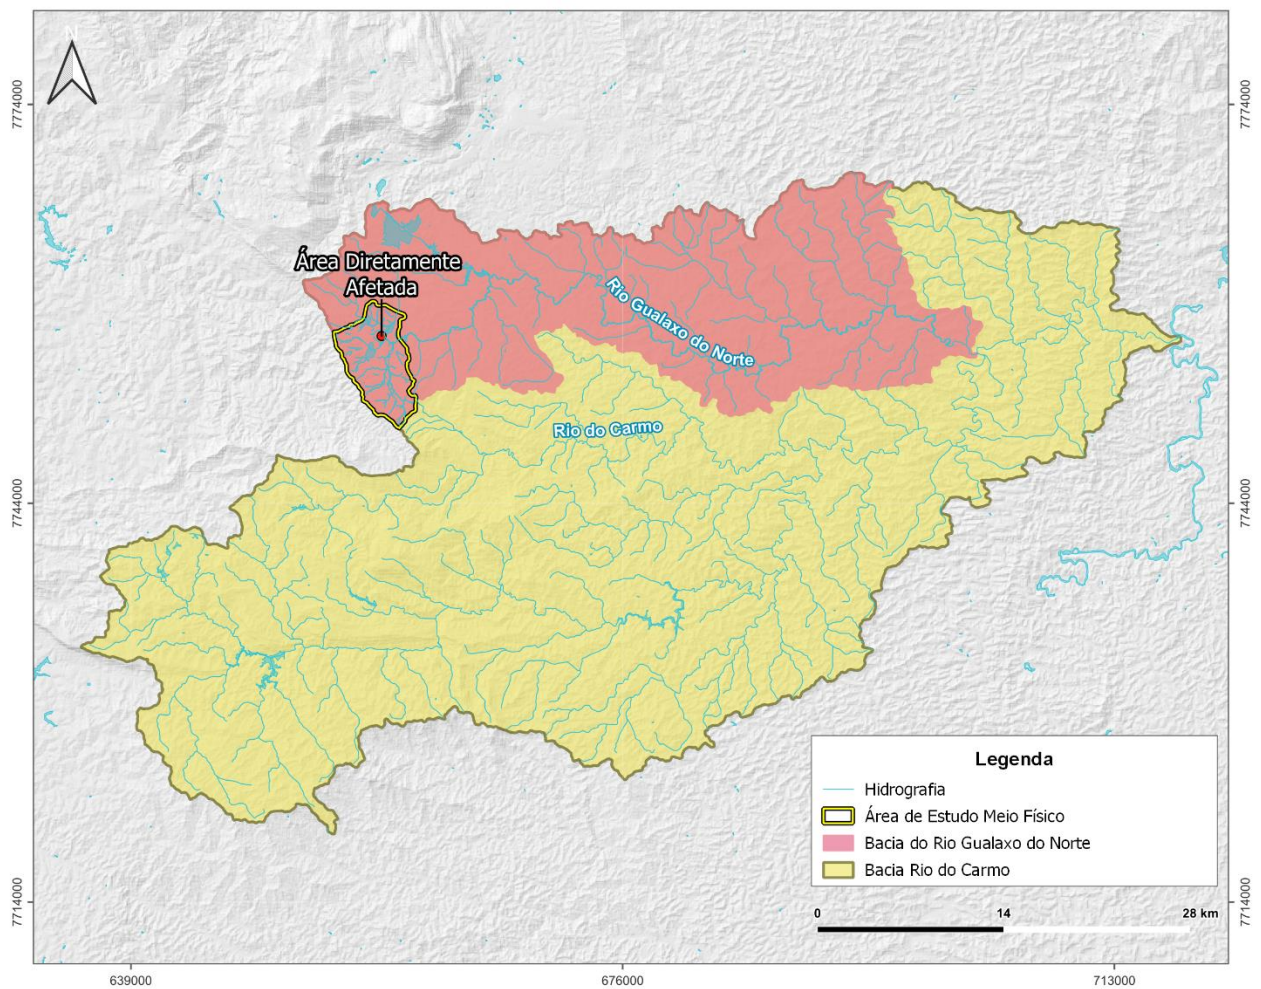 7774000
7774000
Área Diretamente
Afetada
Rio Gualaxo do Norte
Rio do Carmo
7744000
7744000
Legenda
Hidrografia
Área de Estudo Meio Físico
Bacia do Rio Gualaxo do Norte
Bacia Rio do Carmo
7714000
7714000
0 14 28 km
639000 676000 713000